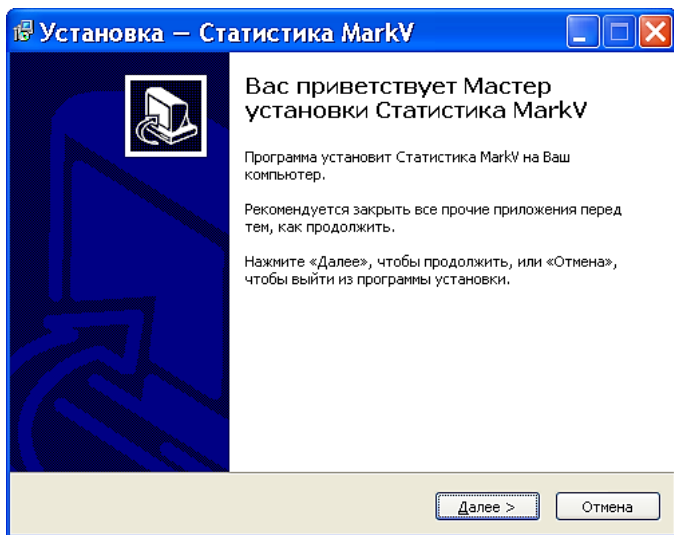 Установка — Статистика MarkV
Вас приветствует Мастер
установки Статистика MarkV
Программа установит Статистика MarkV на Ваш
компьютер.
Рекомендуется закрыть все прочие приложения перед
тем, как продолжить.
Нажмите «Далее», чтобы продолжить, или «Отмена»,
чтобы выйти из программы установки.
Далее >
Отмена